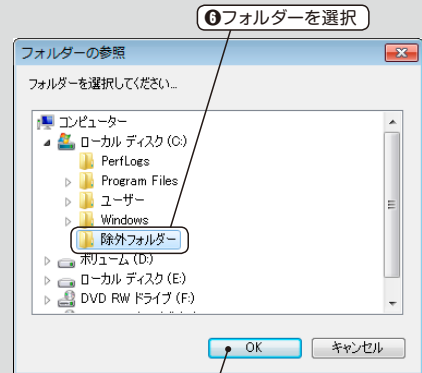 ❻フォルダーを選択
フォルダーの参照
フォルダーを選択してください...
コンピューター
ローカル ディスク (C:)
PerfLogs
Program Files
ユーザー
Windows
除外フォルダー
ボリューム (D:)
ローカル ディスク (E:)
DVD RW ドライブ (F:)
OK
キャンセル